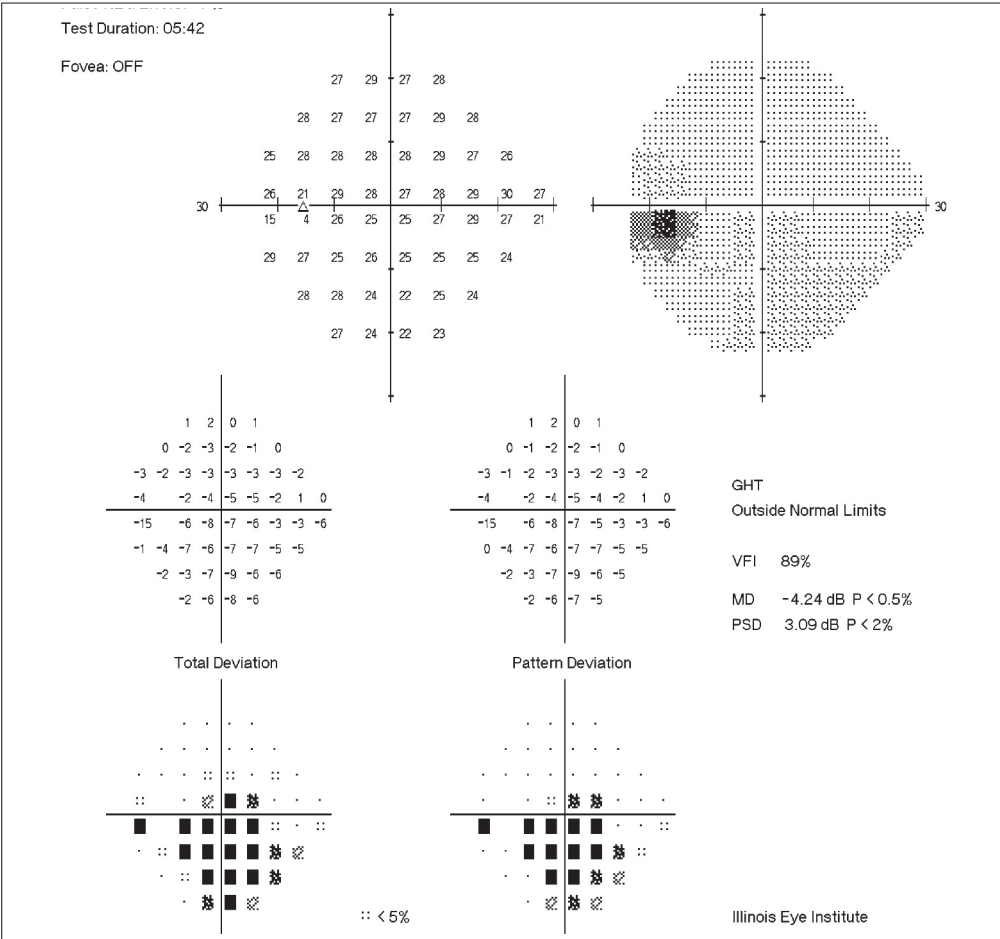 Test Duration: 05:42
Fovea: OFF
27 29 27 28
28 27 27 27 29 28
25 28 28 28 28 29 27 26
26 21 29 28 27 28 29 30 27
30 30
15 4 26 25 25 27 29 27 21
29 27 25 26 25 25 25 24
28 28 24 22 25 24
27 24 22 23
1 2 0 1
0 -2 -3 -2 -1 0
-3 -2 -3 -3 -3 -3 -3 -2
-4 -2 -4 -5 -5 -2 1 0
-15 -6 -8 -7 -6 -3 -3 -6
-1 -4 -7 -6 -7 -7 -5 -5
-2 -3 -7 -9 -6 -6
-2 -6 -8 -6
Total Deviation
1 2 0 1
0 -1 -2 -2 -1 0
-3 -1 -2 -3 -2 -3 -3 -2
-4 -2 -4 -5 -4 -2 1 0
-15 -6 -8 -7 -5 -3 -3 -6
0 -4 -7 -6 -7 -7 -5 -5
-2 -3 -7 -9 -6 -5
-2 -6 -7 -5
Pattern Deviation
GHT
Outside Normal Limits
VFI 89%
MD -4.24 dB P < 0.5%
PSD 3.09 dB P < 2%
< 5%
Illinois Eye Institute